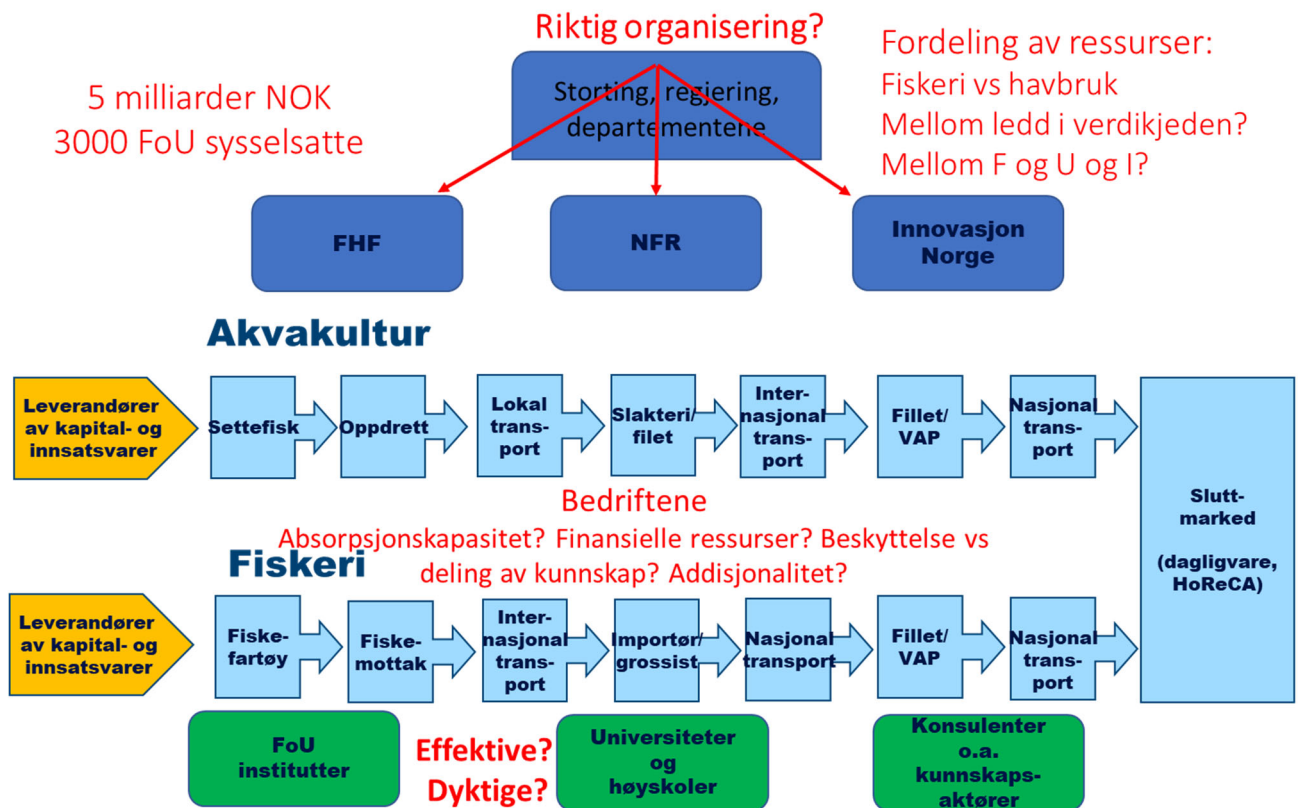 Riktig organisering?
5 milliarder NOK
3000 FoU sysselsatte
Storting, regjering,
departementene
Fordeling av ressurser:
Fiskeri vs havbruk
Mellom ledd i verdikjeden?
Mellom F og U og I?
FHF
NFR
Innovasjon
Norge
Akvakultur
Leverandører
av kapital- og
innsatsvarer
Settefisk
Oppdrett
Lokal
trans-
port
Slakteri/
filet
Inter-
nasjonal
trans-
port
Fillet/
VAP
Nasjonal
trans-
port
Slutt-
marked
(dagligvare,
HoReCA)
Bedriftene
Absorpsjonskapasitet? Finansielle ressurser? Beskyttelse vs
deling av kunnskap? Addisjonalitet?
Fiskeri
Leverandører
av kapital- og
innsatsvarer
Fiske-
fartøy
Fiske-
mottak
Inter-
nasjonal
trans-
port
Importør/
grossist
Nasjonal
transport
Fillet/
VAP
Nasjonal
trans-
port
FoU
institutter
Effektive?
Dyktige?
Universiteter
og
høyskoler
Konsulenter
o.a.
kunnskaps-
aktører